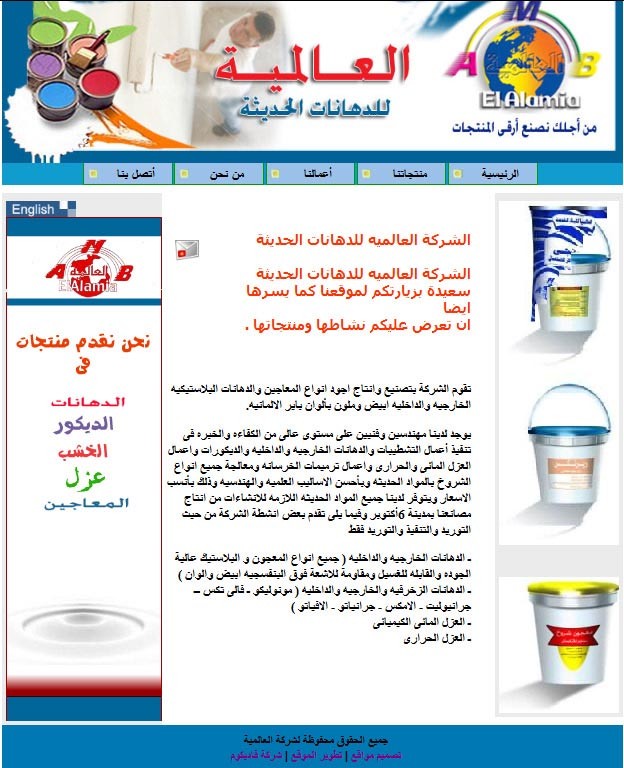 العالمية
للدهانات الحديثة
A M B
العالمية
El Alamia
من أجلك نصنع أرقى المنتجات
الرئيسية
منتجاتنا
أعمالنا
من نحن
أتصل بنا
English
A M B
العالمية
El Alamia
نحن نقدم منتجات
فى
الدهانات
الديكور
الخشب
عزل
المعاجين
الشركة العالميه للدهانات الحديثة
الشركة العالميه للدهانات الحديثة
سعيدة بزيارتكم لموقعنا كما يسرها
ايضا
ان تعرض عليكم نشاطها ومنتجاتها .
تقوم الشركة بتصنيع وانتاج اجود انواع المعاجين والدهانات البلاستيكيه
الخارجيه والداخليه ابيض وملون بألوان باير الالمانيه.
يوجد لدينا مهندسين وفنيين على مستوى عالى من الكفاءه والخبره فى
تنفيذ أعمال التشطيبات والدهانات الخارجيه والداخليه والديكورات واعمال
العزل المائى والحرارى واعمال ترميمات الخرسانه ومعالجة جميع انواع
الشروخ بالمواد الحديثه وبأحسن الاساليب العلميه والهندسيه وذلك بأنسب
الاسعار ويتوفر لدينا جميع المواد الحديثه اللازمه للانشاءات من انتاج
مصانعنا بمدينة 6أكتوبر وفيما يلى تقدم بعض انشطة الشركة من حيث
التوريد والتنفيذ والتوريد فقط
ـ الدهانات الخارجيه والداخليه ( جميع انواع المعجون و البلاستيك عالية
الجوده والقابله للغسيل ومقاومة للاشعة فوق البنفسجيه ابيض والوان )
ـ الدهانات الزخرفيه والخارجيه والداخليه ( مونوليكو ـ فالى تكس ــ
جرانيوليت ـ الامكس ـ جرانياتو ـ الافياتو )
ـ العزل المائى الكيميائى
ـ العزل الحرارى
معجون شروخ
جميع الحقوق محفوظة لشركة العالمية
تصميم مواقع | تطوير الموقع | شركة فاديكوم